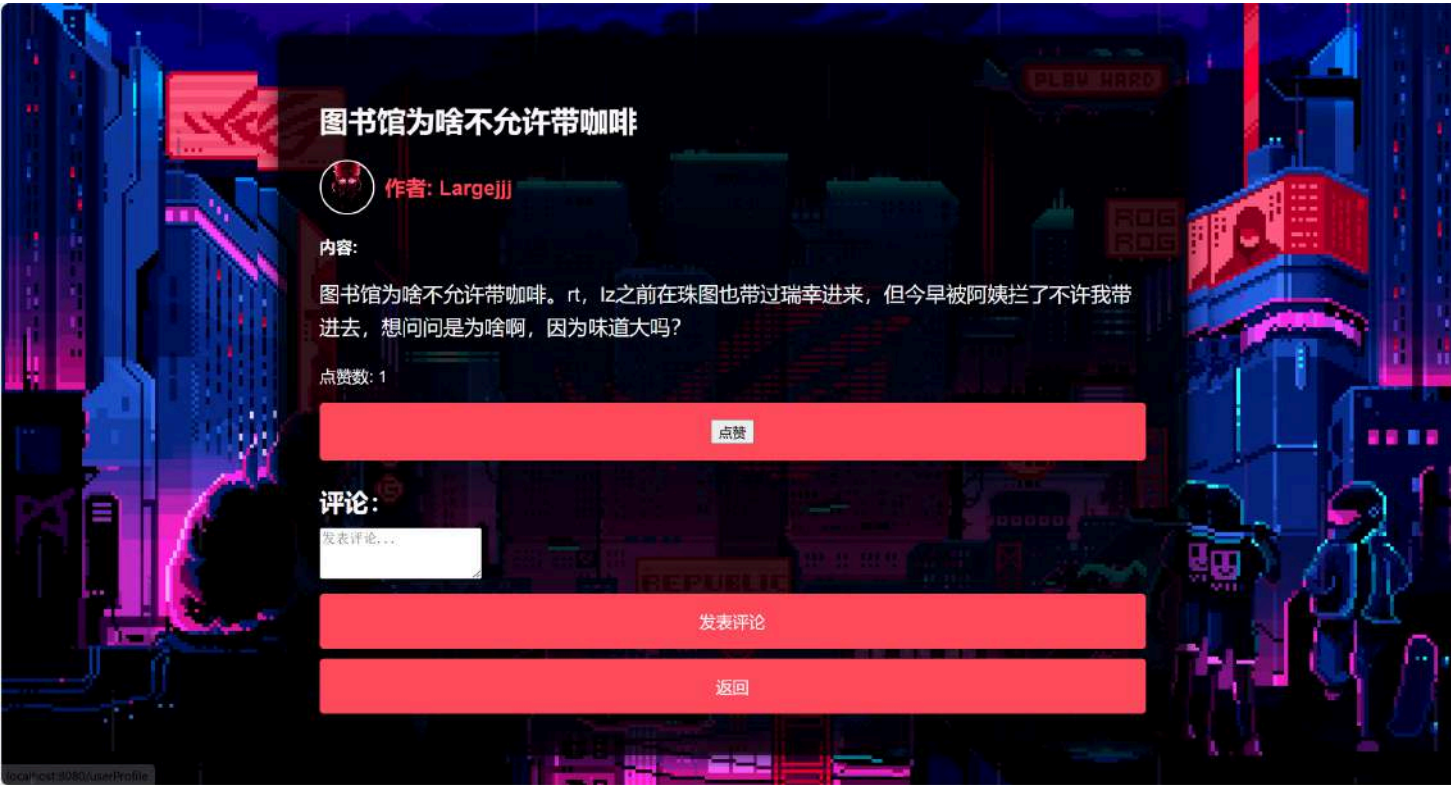 PLAY HARD
图书馆为啥不允许带咖啡
作者: Largejjj
ROG
ROG
内容:
图书馆为啥不允许带咖啡。rt，lz之前在珠图也带过瑞幸进来，但今早被阿姨拦了不许我带
进去，想问问是为啥啊，因为味道大吗？
点赞数: 1
点赞
评论：
发表评论...
REPUBLIC
发表评论
返回
localhost:8080/userProfile